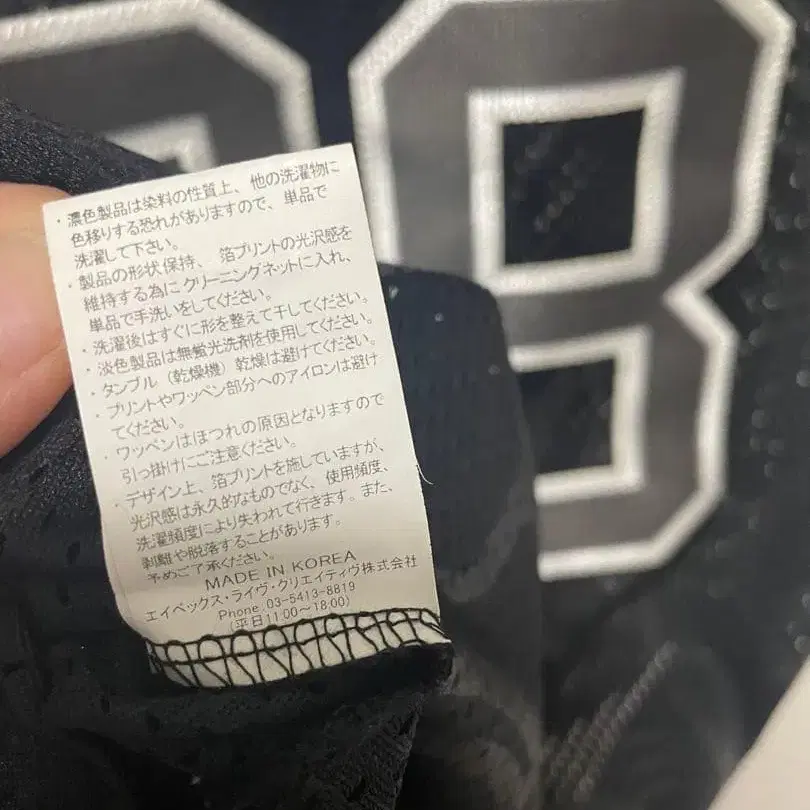 ・濃色製品は染料の性質上、他の洗濯物に
色移りする恐れがありますので、単品で
洗濯して下さい。
・製品の形状保持、箔プリントの光沢感を
維持する為にクリーニングネットに入れ、
単品で手洗いをしてください。
・洗濯後はすぐに形を整えて干してください。
・淡色製品は無蛍光洗剤を使用してください。
・タンブル（乾燥機）乾燥は避けてください。
・プリントやワッペン部分へのアイロンは避け
てください。
・ワッペンはほつれの原因となりますので
引っ掛けにご注意ください。
・デザイン上、箔プリントを施していますが、
光沢感は永久的なものでなく、使用頻度、
洗濯頻度により失われて行きます。また、
剥離や脱落することがあります。
予めご了承ください。
MADE IN KOREA
エイベックス・ライヴ・クリエイティヴ株式会社
Phone 03-5413-8819
(平日11:00～18:00)
8